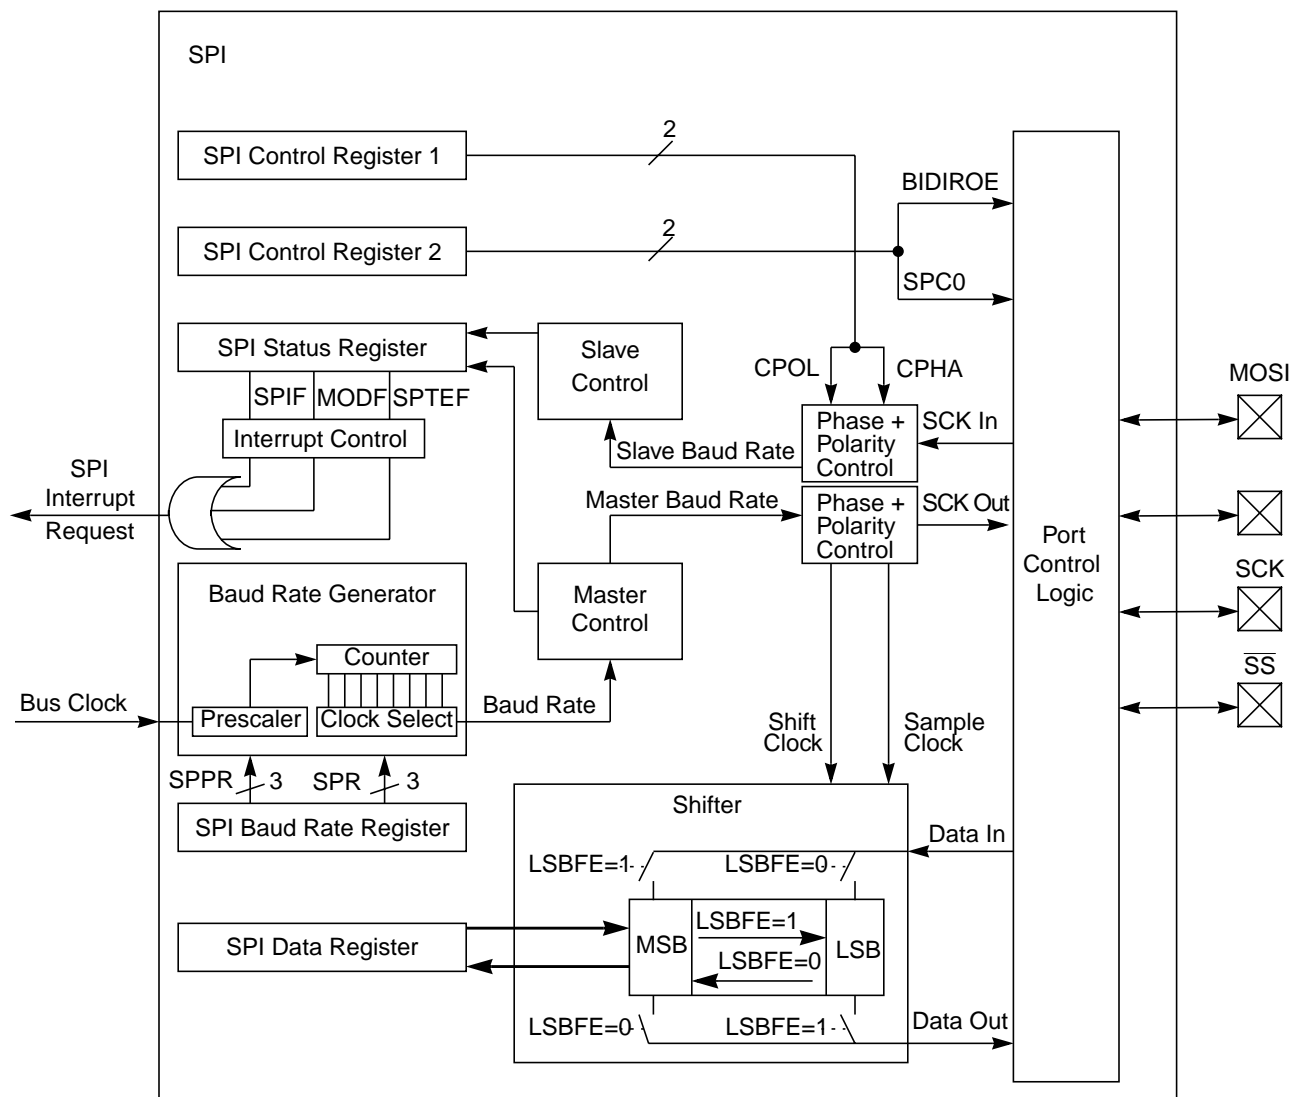 SPI
SPI Control Register 1
2
BIDIROE
SPI Control Register 2
2
SPC0
SPI Status Register
Slave
Control
CPOL
CPHA
MOSI
SPIF
MODF
SPTEF
Interrupt Control
Phase +
Polarity
Control
SCK In
Slave Baud Rate
SPI
Interrupt
Request
Master Baud Rate
Phase +
Polarity
Control
SCK Out
Port
Control
Logic
SCK
Baud Rate Generator
Master
Control
Counter
SS
Bus Clock
Prescaler
Clock Select
Baud Rate
Shift
Clock
Sample
Clock
SPPR
3
SPR
3
SPI Baud Rate Register
Shifter
Data In
LSBFE=1
LSBFE=0
SPI Data Register
MSB
LSBFE=1
LSBFE=0
LSB
LSBFE=0
LSBFE=1
Data Out